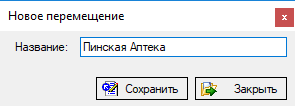 Новое перемещение
Название: Пинская Аптека
Сохранить Закрыть